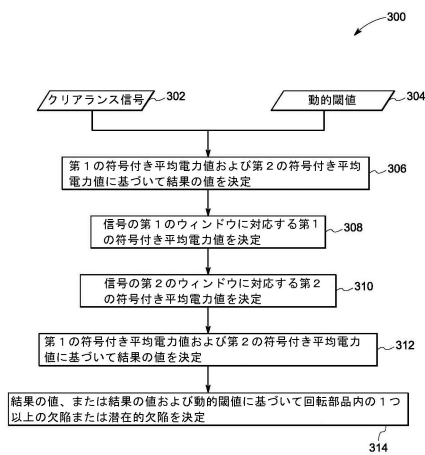 300
クリアランス信号
302
動的閾値
304
第1の符号付き平均電力値および第2の符号付き平均
電力値に基づいて結果の値を決定
306
信号の第1のウィンドウに対応する第1
の符号付き平均電力値を決定
308
信号の第2のウィンドウに対応する第2
の符号付き平均電力値を決定
310
第1の符号付き平均電力値および第2の符号付き平均電力
値に基づいて結果の値を決定
312
結果の値、または結果の値および動的閾値に基づいて回転部品内の1つ
以上の欠陥または潜在的欠陥を決定
314